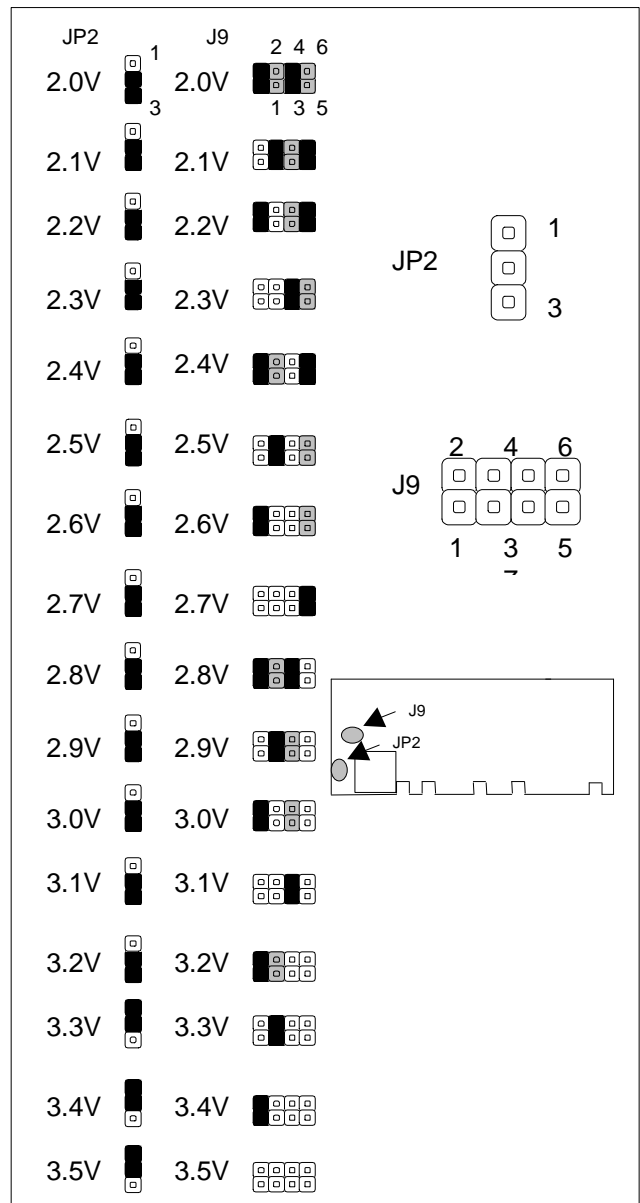 JP2 J9
1 2 4 6
2.0V 2.0V
3 1 3 5
2.1V 2.1V
2.2V 2.2V
JP2 1
3
2.3V 2.3V
2.4V 2.4V
2.5V 2.5V
2 4 6
J9
1 3 5
2.6V 2.6V
2.7V 2.7V
2.8V 2.8V
J9
JP2
2.9V 2.9V
3.0V 3.0V
3.1V 3.1V
3.2V 3.2V
3.3V 3.3V
3.4V 3.4V
3.5V 3.5V